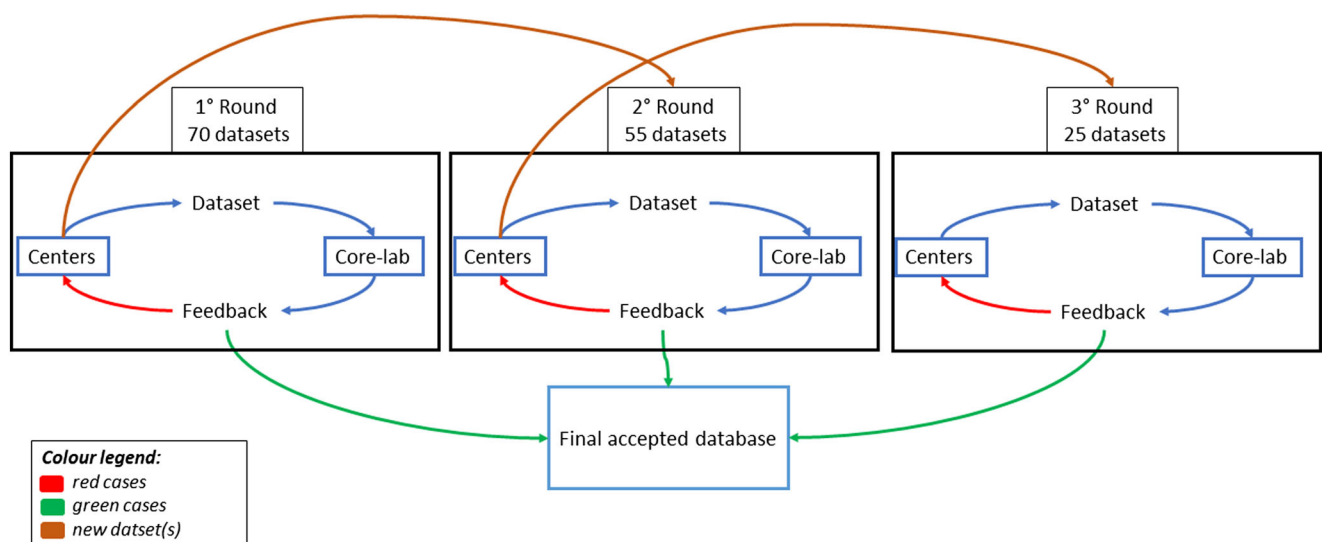 1° Round
70 datasets
2° Round
55 datasets
3° Round
25 datasets
Dataset
Centers
Core-lab
Feedback
Dataset
Centers
Core-lab
Feedback
Dataset
Centers
Core-lab
Feedback
Final accepted database
Colour legend:
red cases
green cases
new datset(s)